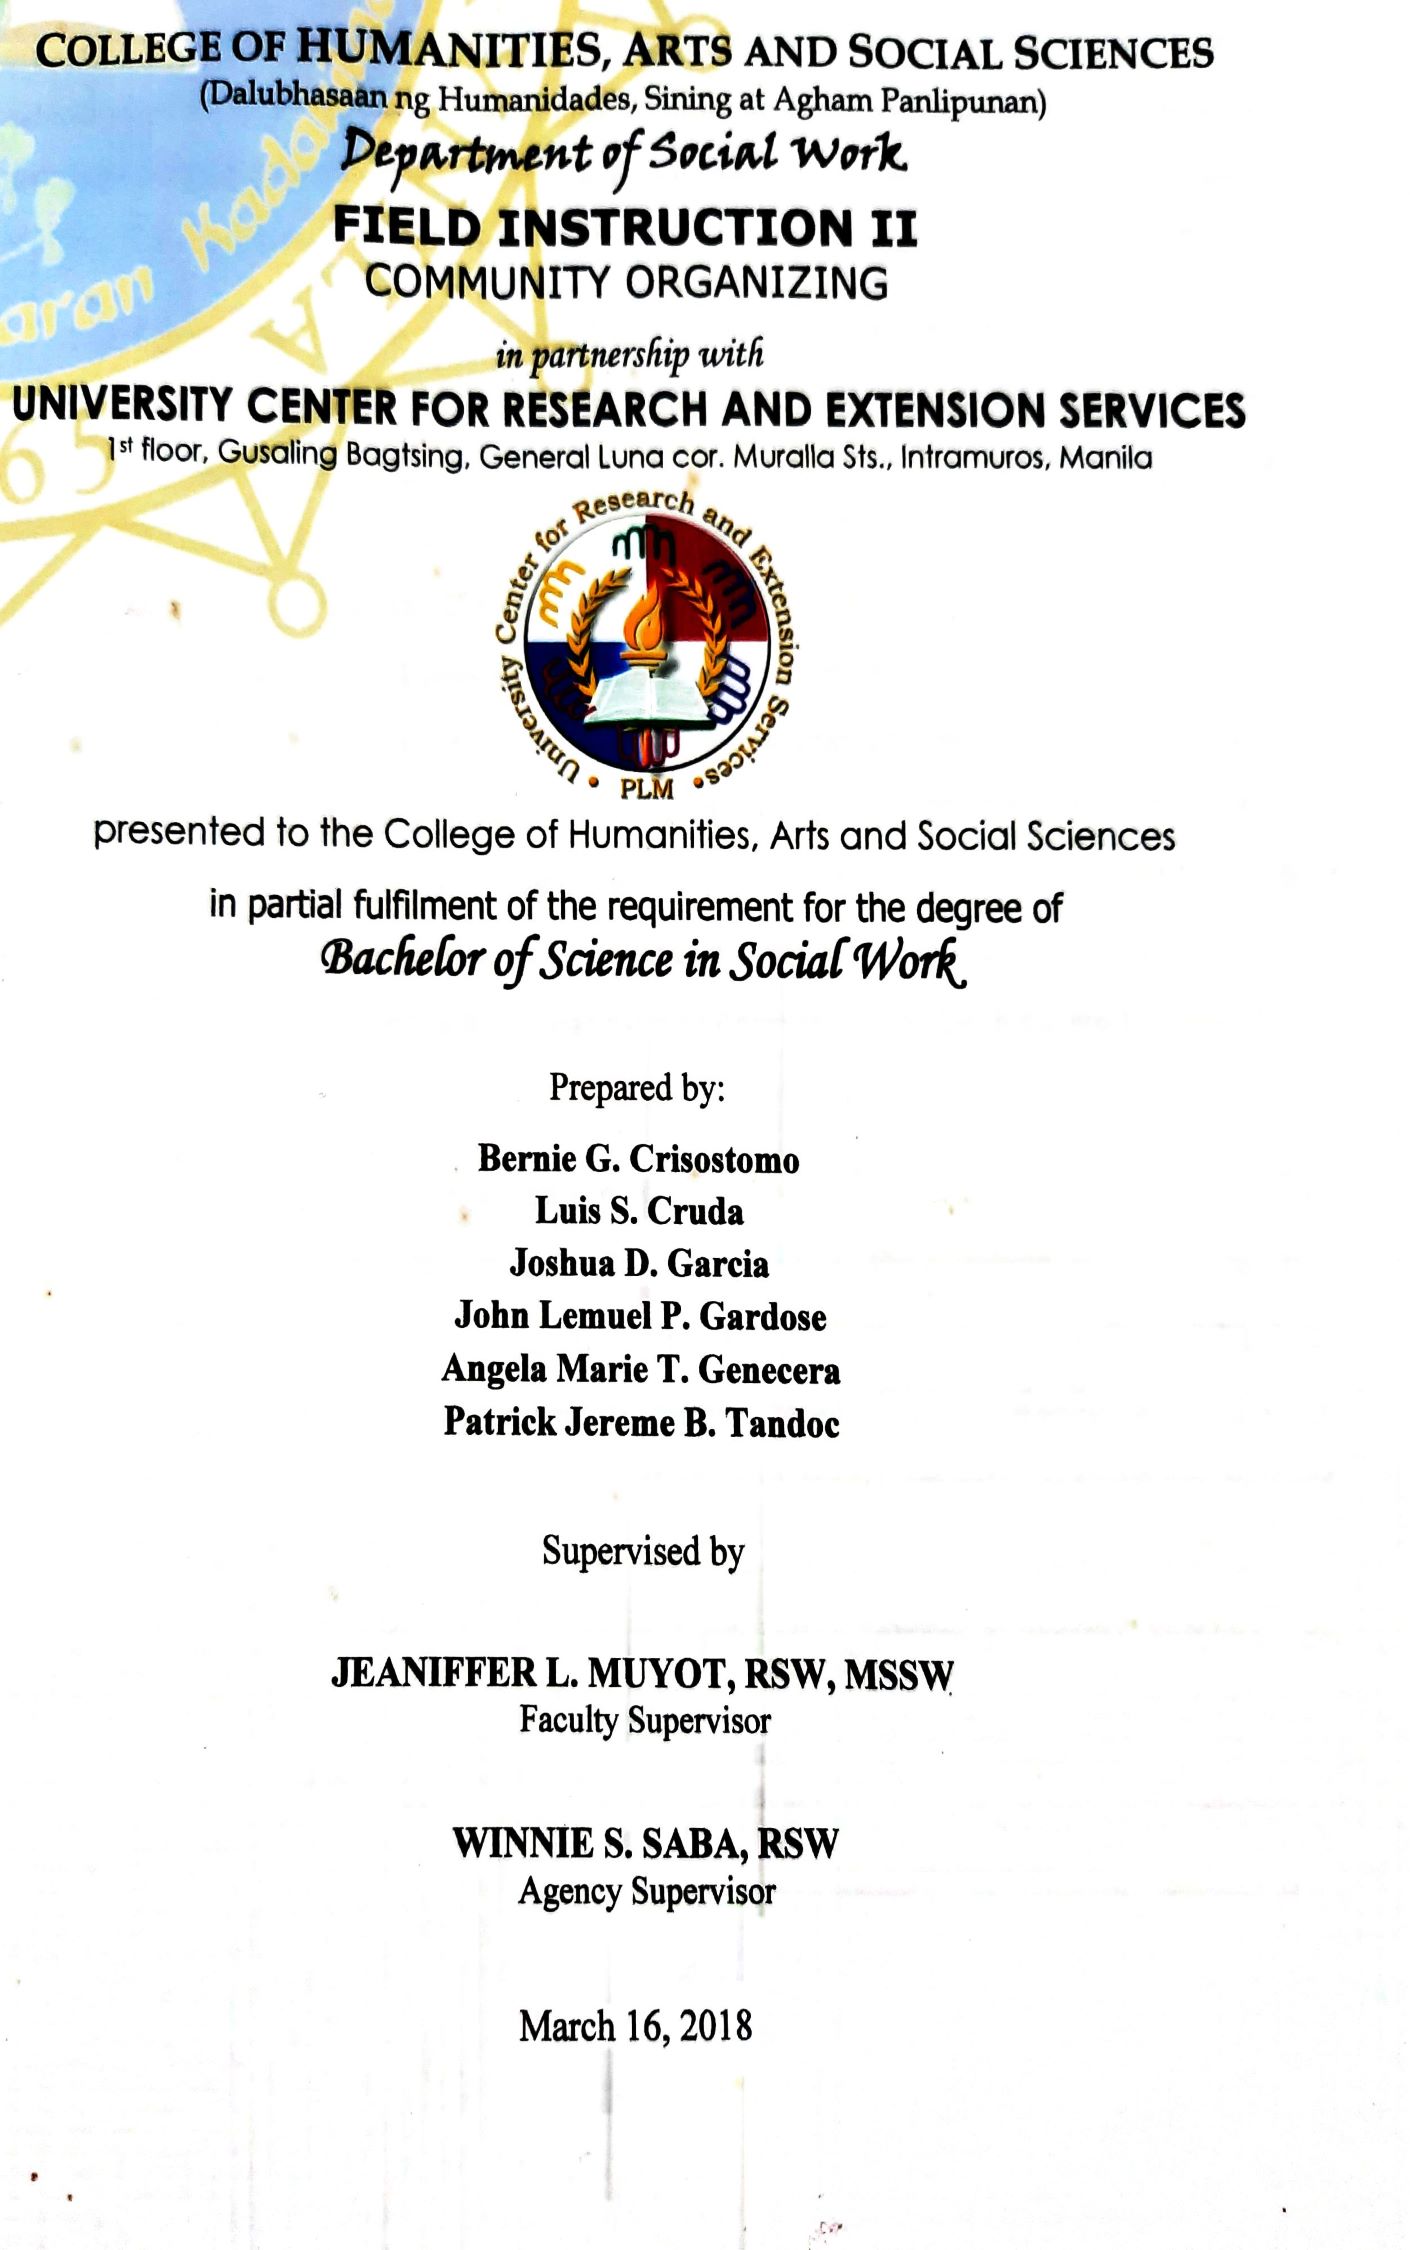 COLLEGE OF HUMANITIES, ARTS AND SOCIAL SCIENCES
(Dalubhasaan ng Humanidades, Sining at Agham Panlipunan)
Department of Social Work
FIELD INSTRUCTION II
COMMUNITY ORGANIZING
in partnership with
UNIVERSITY CENTER FOR RESEARCH AND EXTENSION SERVICES
1st floor, Gusaling Bagtsing, General Luna cor. Muralla Sts., Intramuros, Manila
University Center for Research and Extension Services
PLM
presented to the College of Humanities, Arts and Social Sciences
in partial fulfilment of the requirement for the degree of
Bachelor of Science in Social Work
Prepared by:
Bernie G. Crisostomo
Luis S. Cruda
Joshua D. Garcia
John Lemuel P. Gardose
Angela Marie T. Genecera
Patrick Jereme B. Tandoc
Supervised by
JEANIFFER L. MUYOT, RSW, MSSW
Faculty Supervisor
WINNIE S. SABA, RSW
Agency Supervisor
March 16, 2018